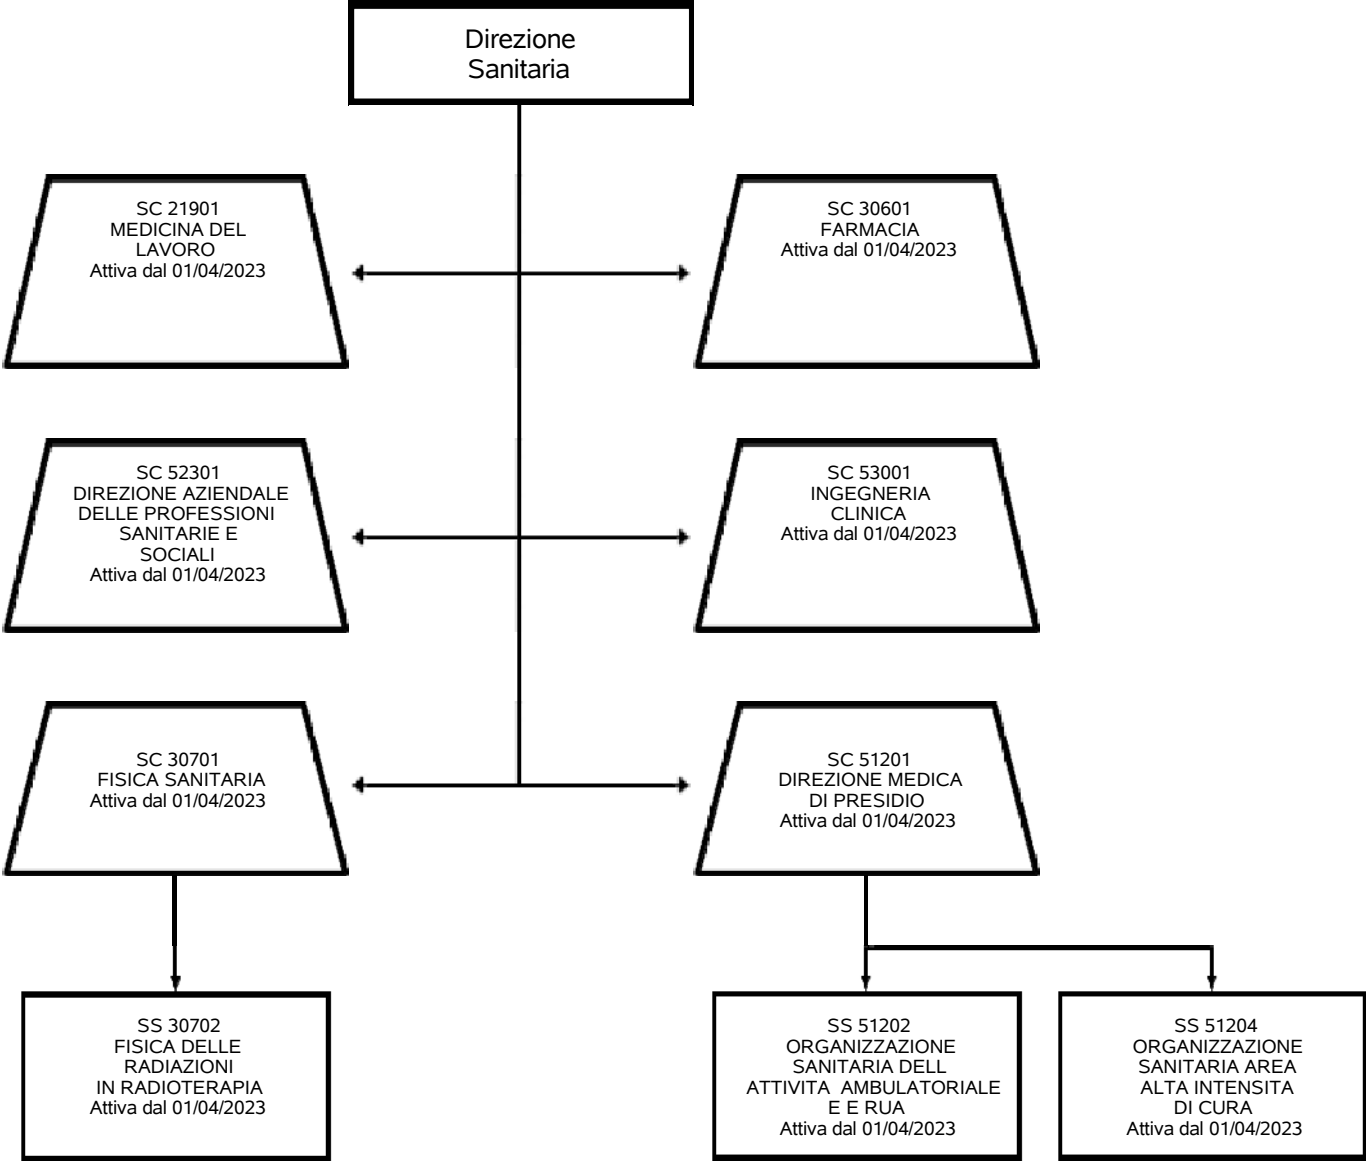 Direzione
Sanitaria
SC 21901
MEDICINA DEL
LAVORO
Attiva dal 01/04/2023
SC 30601
FARMACIA
Attiva dal 01/04/2023
SC 52301
DIREZIONE AZIENDALE
DELLE PROFESSIONI
SANITARIE E
SOCIALI
Attiva dal 01/04/2023
SC 53001
INGEGNERIA
CLINICA
Attiva dal 01/04/2023
SC 30701
FISICA SANITARIA
Attiva dal 01/04/2023
SC 51201
DIREZIONE MEDICA
DI PRESIDIO
Attiva dal 01/04/2023
SS 30702
FISICA DELLE
RADIAZIONI
IN RADIOTERAPIA
Attiva dal 01/04/2023
SS 51202
ORGANIZZAZIONE
SANITARIA DELL
ATTIVITA AMBULATORIALE
E E RUA
Attiva dal 01/04/2023
SS 51204
ORGANIZZAZIONE
SANITARIA AREA
ALTA INTENSITA
DI CURA
Attiva dal 01/04/2023